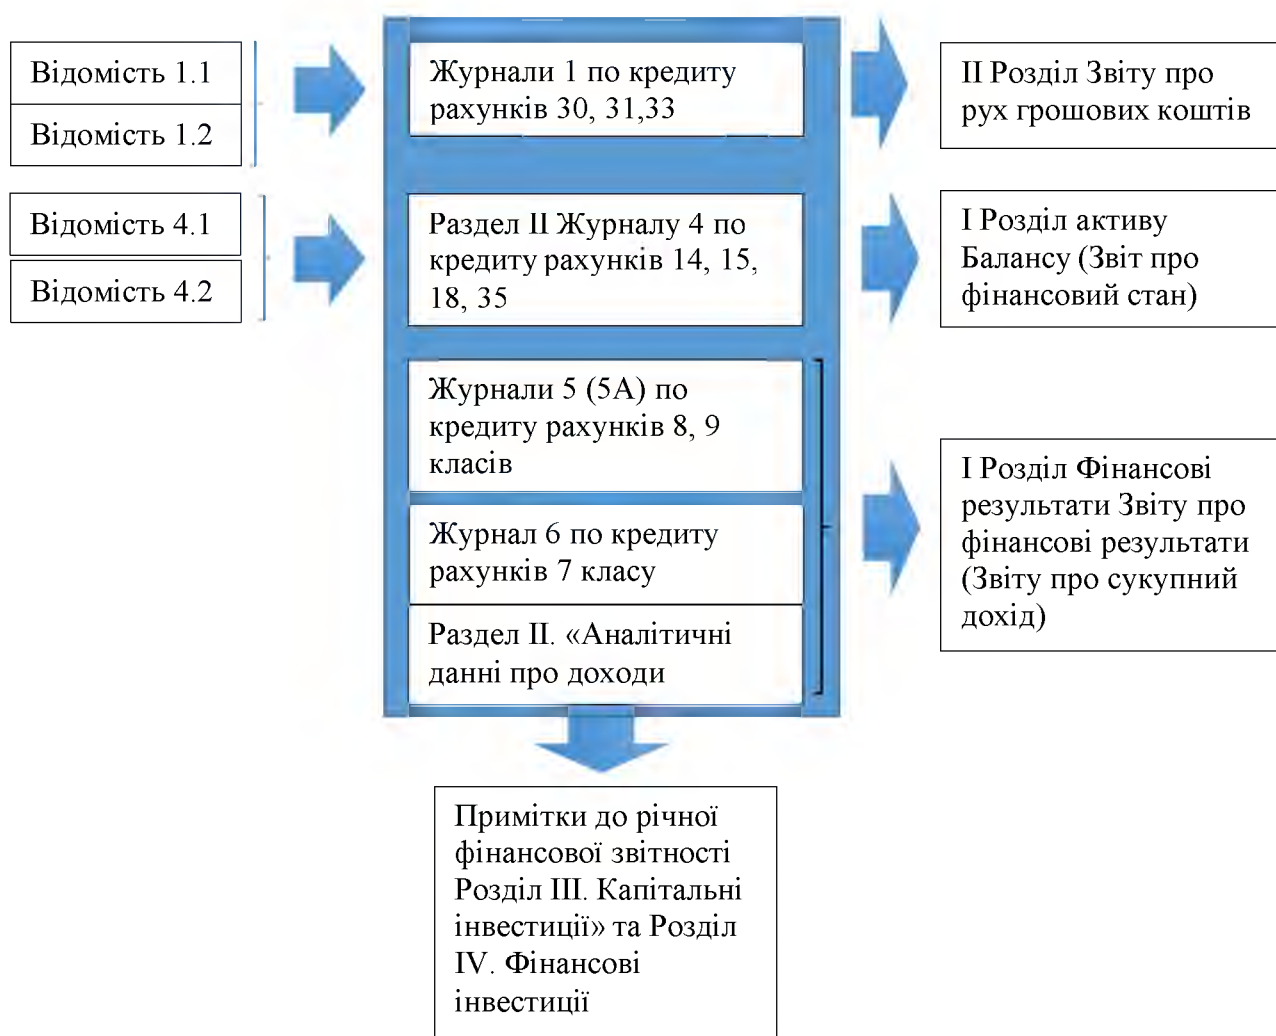 Відомість 1.1
Відомість 1.2
Журнали 1 по кредиту
рахунків 30, 31,33
ІІ Розділ Звіту про
рух грошових коштів
Відомість 4.1
Відомість 4.2
Раздел ІІ Журналу 4 по
кредиту рахунків 14, 15,
18, 35
І Розділ активу
Балансу (Звіт про
фінансовий стан)
Журнали 5 (5А) по
кредиту рахунків 8, 9
класів
Журнал 6 по кредиту
рахунків 7 класу
Раздел ІІ. «Аналітичні
данні про доходи
І Розділ Фінансові
результати Звіту про
фінансові результати
(Звіту про сукупний
дохід)
Примітки до річної
фінансової звітності
Розділ ІІІ. Капітальні
інвестиції» та Розділ
IV. Фінансові
інвестиції